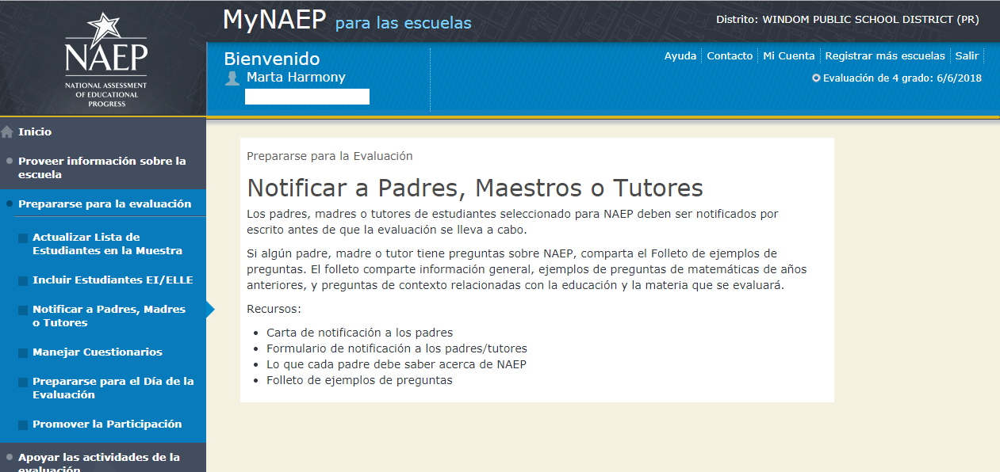 NAEP
NATIONAL ASSESSMENT
OF EDUCATIONAL
PROGRESS
MyNAEP para las escuelas
Distrito: WINDOM PUBLIC SCHOOL DISTRICT (PR)
Bienvenido
Marta Harmony
Ayuda Contacto Mi Cuenta Registrar más escuelas Salir
Evaluación de 4 grado: 6/6/2018
Inicio
Proveer información sobre la
escuela
Prepararse para la evaluación
Actualizar Lista de
Estudiantes en la Muestra
Incluir Estudiantes EI/ELLE
Notificar a Padres, Madres
o Tutores
Manejar Cuestionarios
Prepararse para el Día de la
Evaluación
Promover la Participación
Apoyar las actividades de la
evaluación
Prepararse para la Evaluación
Notificar a Padres, Maestros o Tutores
Los padres, madres o tutores de estudiantes seleccionado para NAEP deben ser notificados por
escrito antes de que la evaluación se lleva a cabo.
Si algún padre, madre o tutor tiene preguntas sobre NAEP, comparta el Folleto de ejemplos de
preguntas. El folleto comparte información general, ejemplos de preguntas de matemáticas de años
anteriores, y preguntas de contexto relacionadas con la educación y la materia que se evaluará.
Recursos:
• Carta de notificación a los padres
• Formulario de notificación a los padres/tutores
• Lo que cada padre debe saber acerca de NAEP
• Folleto de ejemplos de preguntas